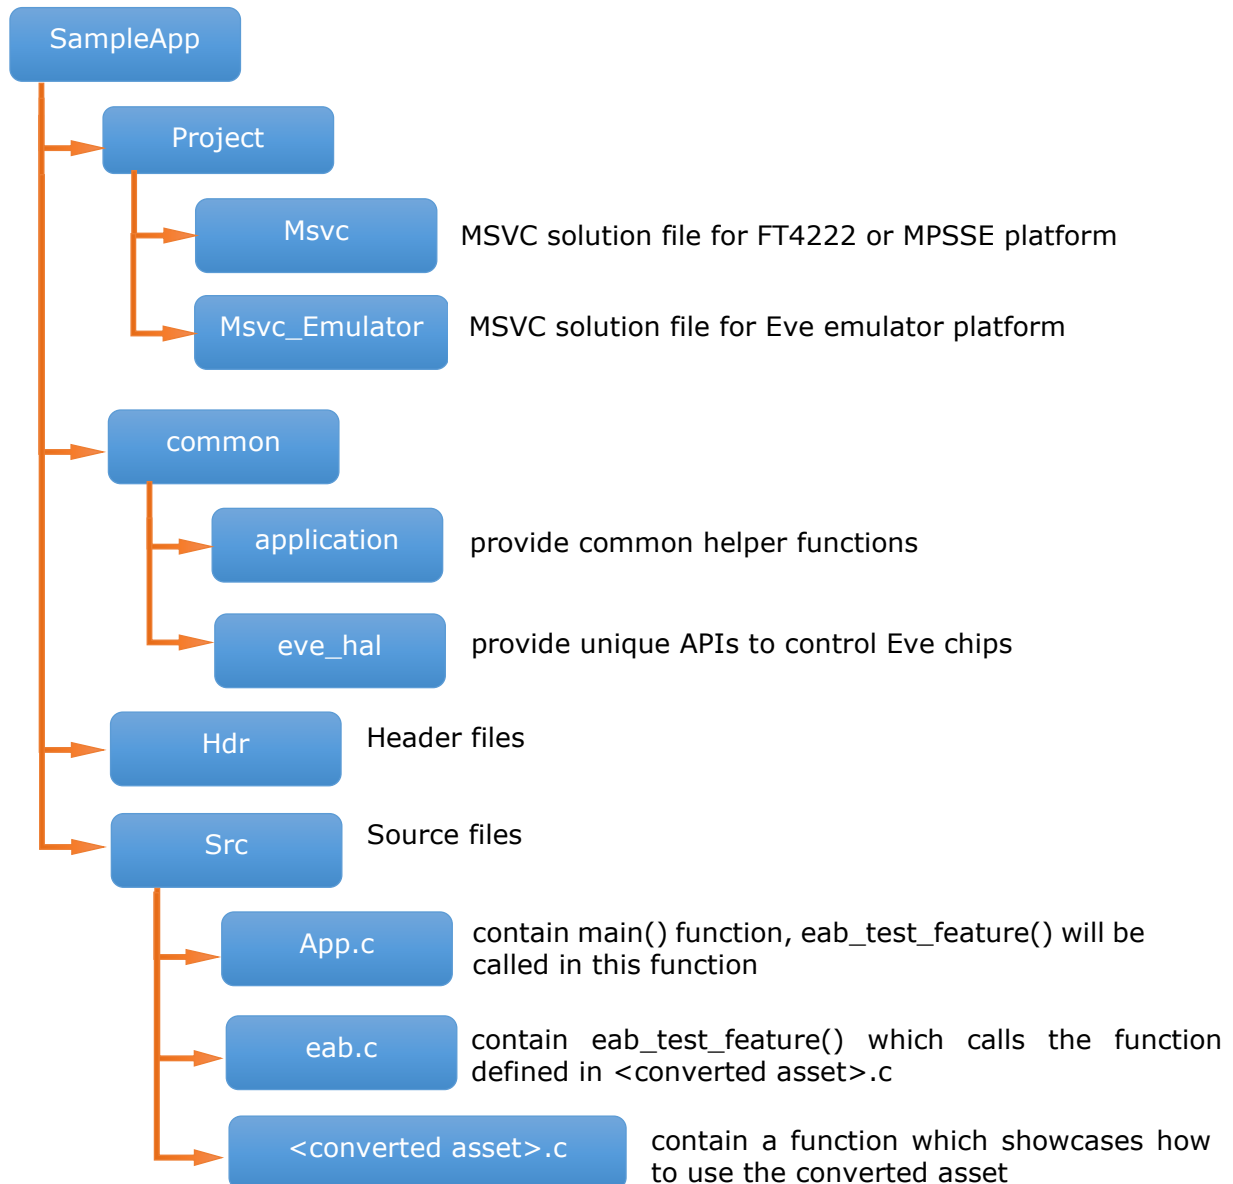 SampleApp
Project
Msvc
MSVC solution file for FT4222 or MPSSE platform
Msvc_Emulator
MSVC solution file for Eve emulator platform
common
application
provide common helper functions
eve_hal
provide unique APIs to control Eve chips
Hdr
Header files
Src
Source files
App.c
contain main() function, eab_test_feature() will be
called in this function
eab.c
contain eab_test_feature() which calls the function
defined in <converted asset>.c
<converted asset>.c
contain a function which showcases how
to use the converted asset